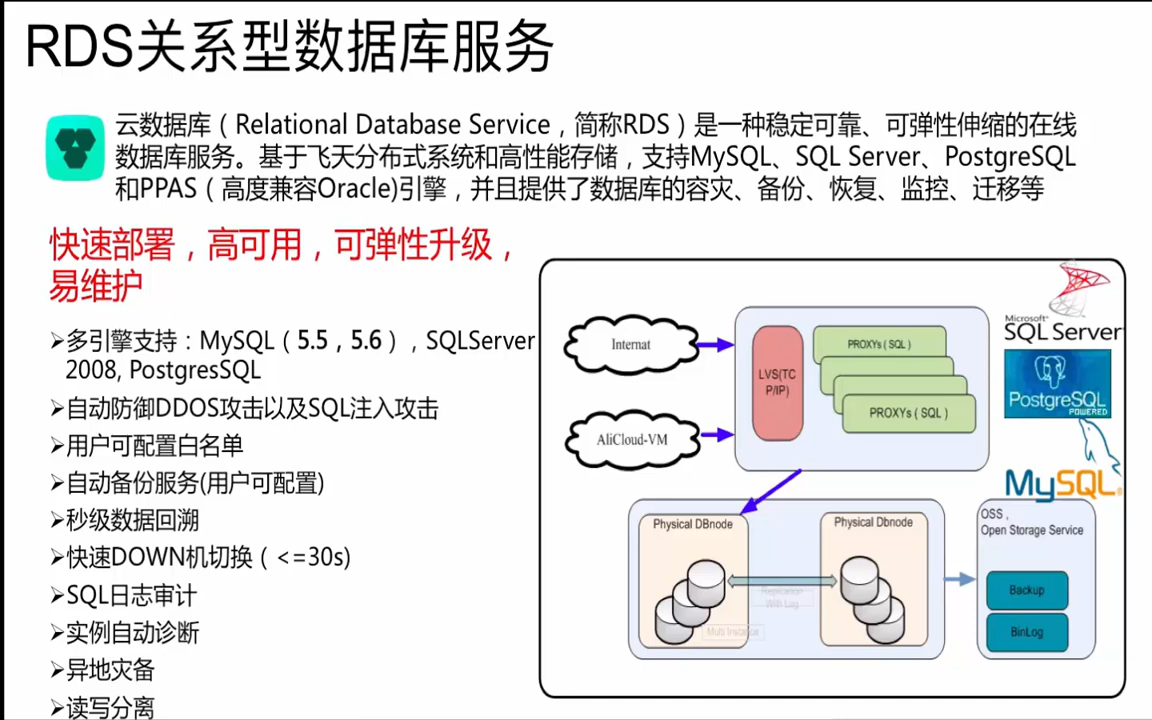 RDS关系型数据库服务
云数据库（Relational Database Service，简称RDS）是一种稳定可靠、可弹性伸缩的在线
数据库服务。基于飞天分布式系统和高性能存储，支持MySQL、SQL Server、PostgreSQL
和PPAS（高度兼容Oracle)引擎，并且提供了数据库的容灾、备份、恢复、监控、迁移等
快速部署，高可用，可弹性升级，
易维护
➢多引擎支持：MySQL（5.5，5.6），SQLServer
2008, PostgresSQL
➢自动防御DDOS攻击以及SQL注入攻击
➢用户可配置白名单
➢自动备份服务(用户可配置)
➢秒级数据回溯
➢快速DOWN机切换（<=30s)
➢SQL日志审计
➢实例自动诊断
➢异地灾备
➢读写分离
Internat
AliCloud-VM
LVS(TC
P/IP)
PROXYs ( SQL )
PROXYs ( SQL )
Microsoft®
SQL Server
PostgreSQL
POWERED
MySQL®
Physical DBnode
Physical Dbnode
Replication
With Log
Multi Instance
OSS，
Open Storage Service
Backup
BinLog